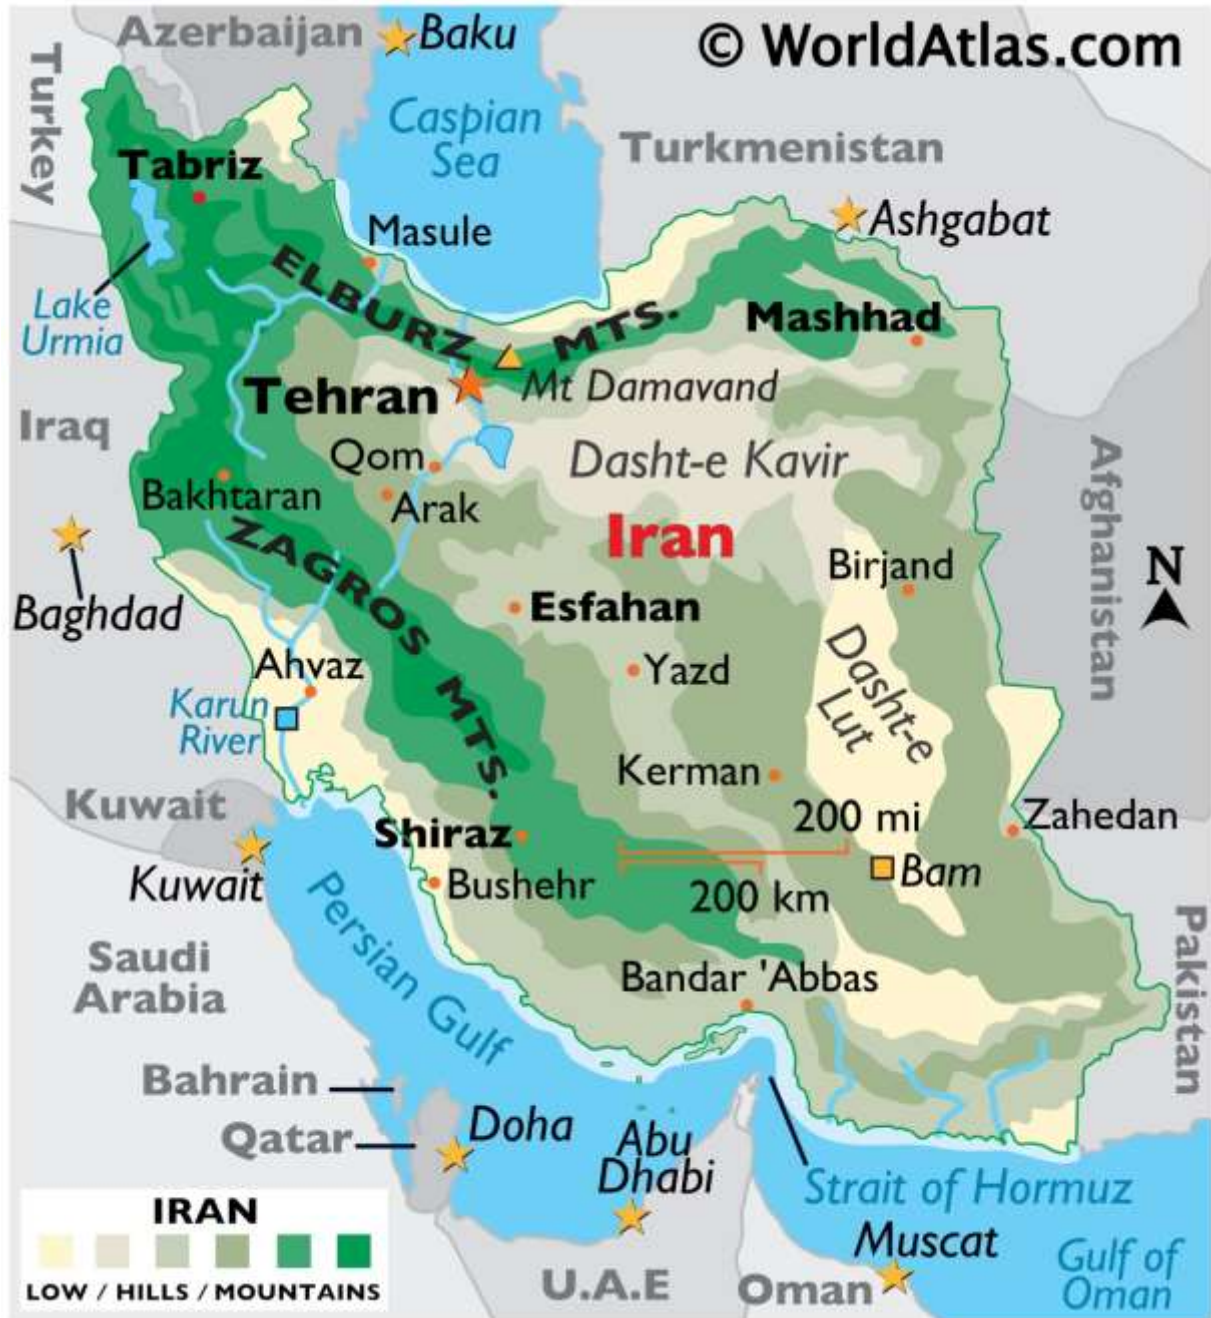 Azerbaijan
Baku
© WorldAtlas.com
Turkey
Caspian
Sea
Turkmenistan
Tabriz
Masule
Ashgabat
ELBURZ MTS.
Lake
Urmia
Mashhad
Tehran
Mt Damavand
Iraq
Qom
Dasht-e Kavir
Afghanistan
Bakhtaran
Arak
Iran
ZAGROS MTS.
Birjand
N
Baghdad
Esfahan
Ahvaz
Yazd
Dasht-e
Lut
Karun
River
Kerman
Kuwait
200 mi
Zahedan
Shiraz
Kuwait
Bushehr
200 km
Bam
Persian Gulf
Pakistan
Saudi
Arabia
Bandar 'Abbas
Bahrain
Qatar
Doha
Abu
Dhabi
Strait of Hormuz
IRAN
LOW / HILLS / MOUNTAINS
Muscat
U.A.E
Oman
Gulf of
Oman